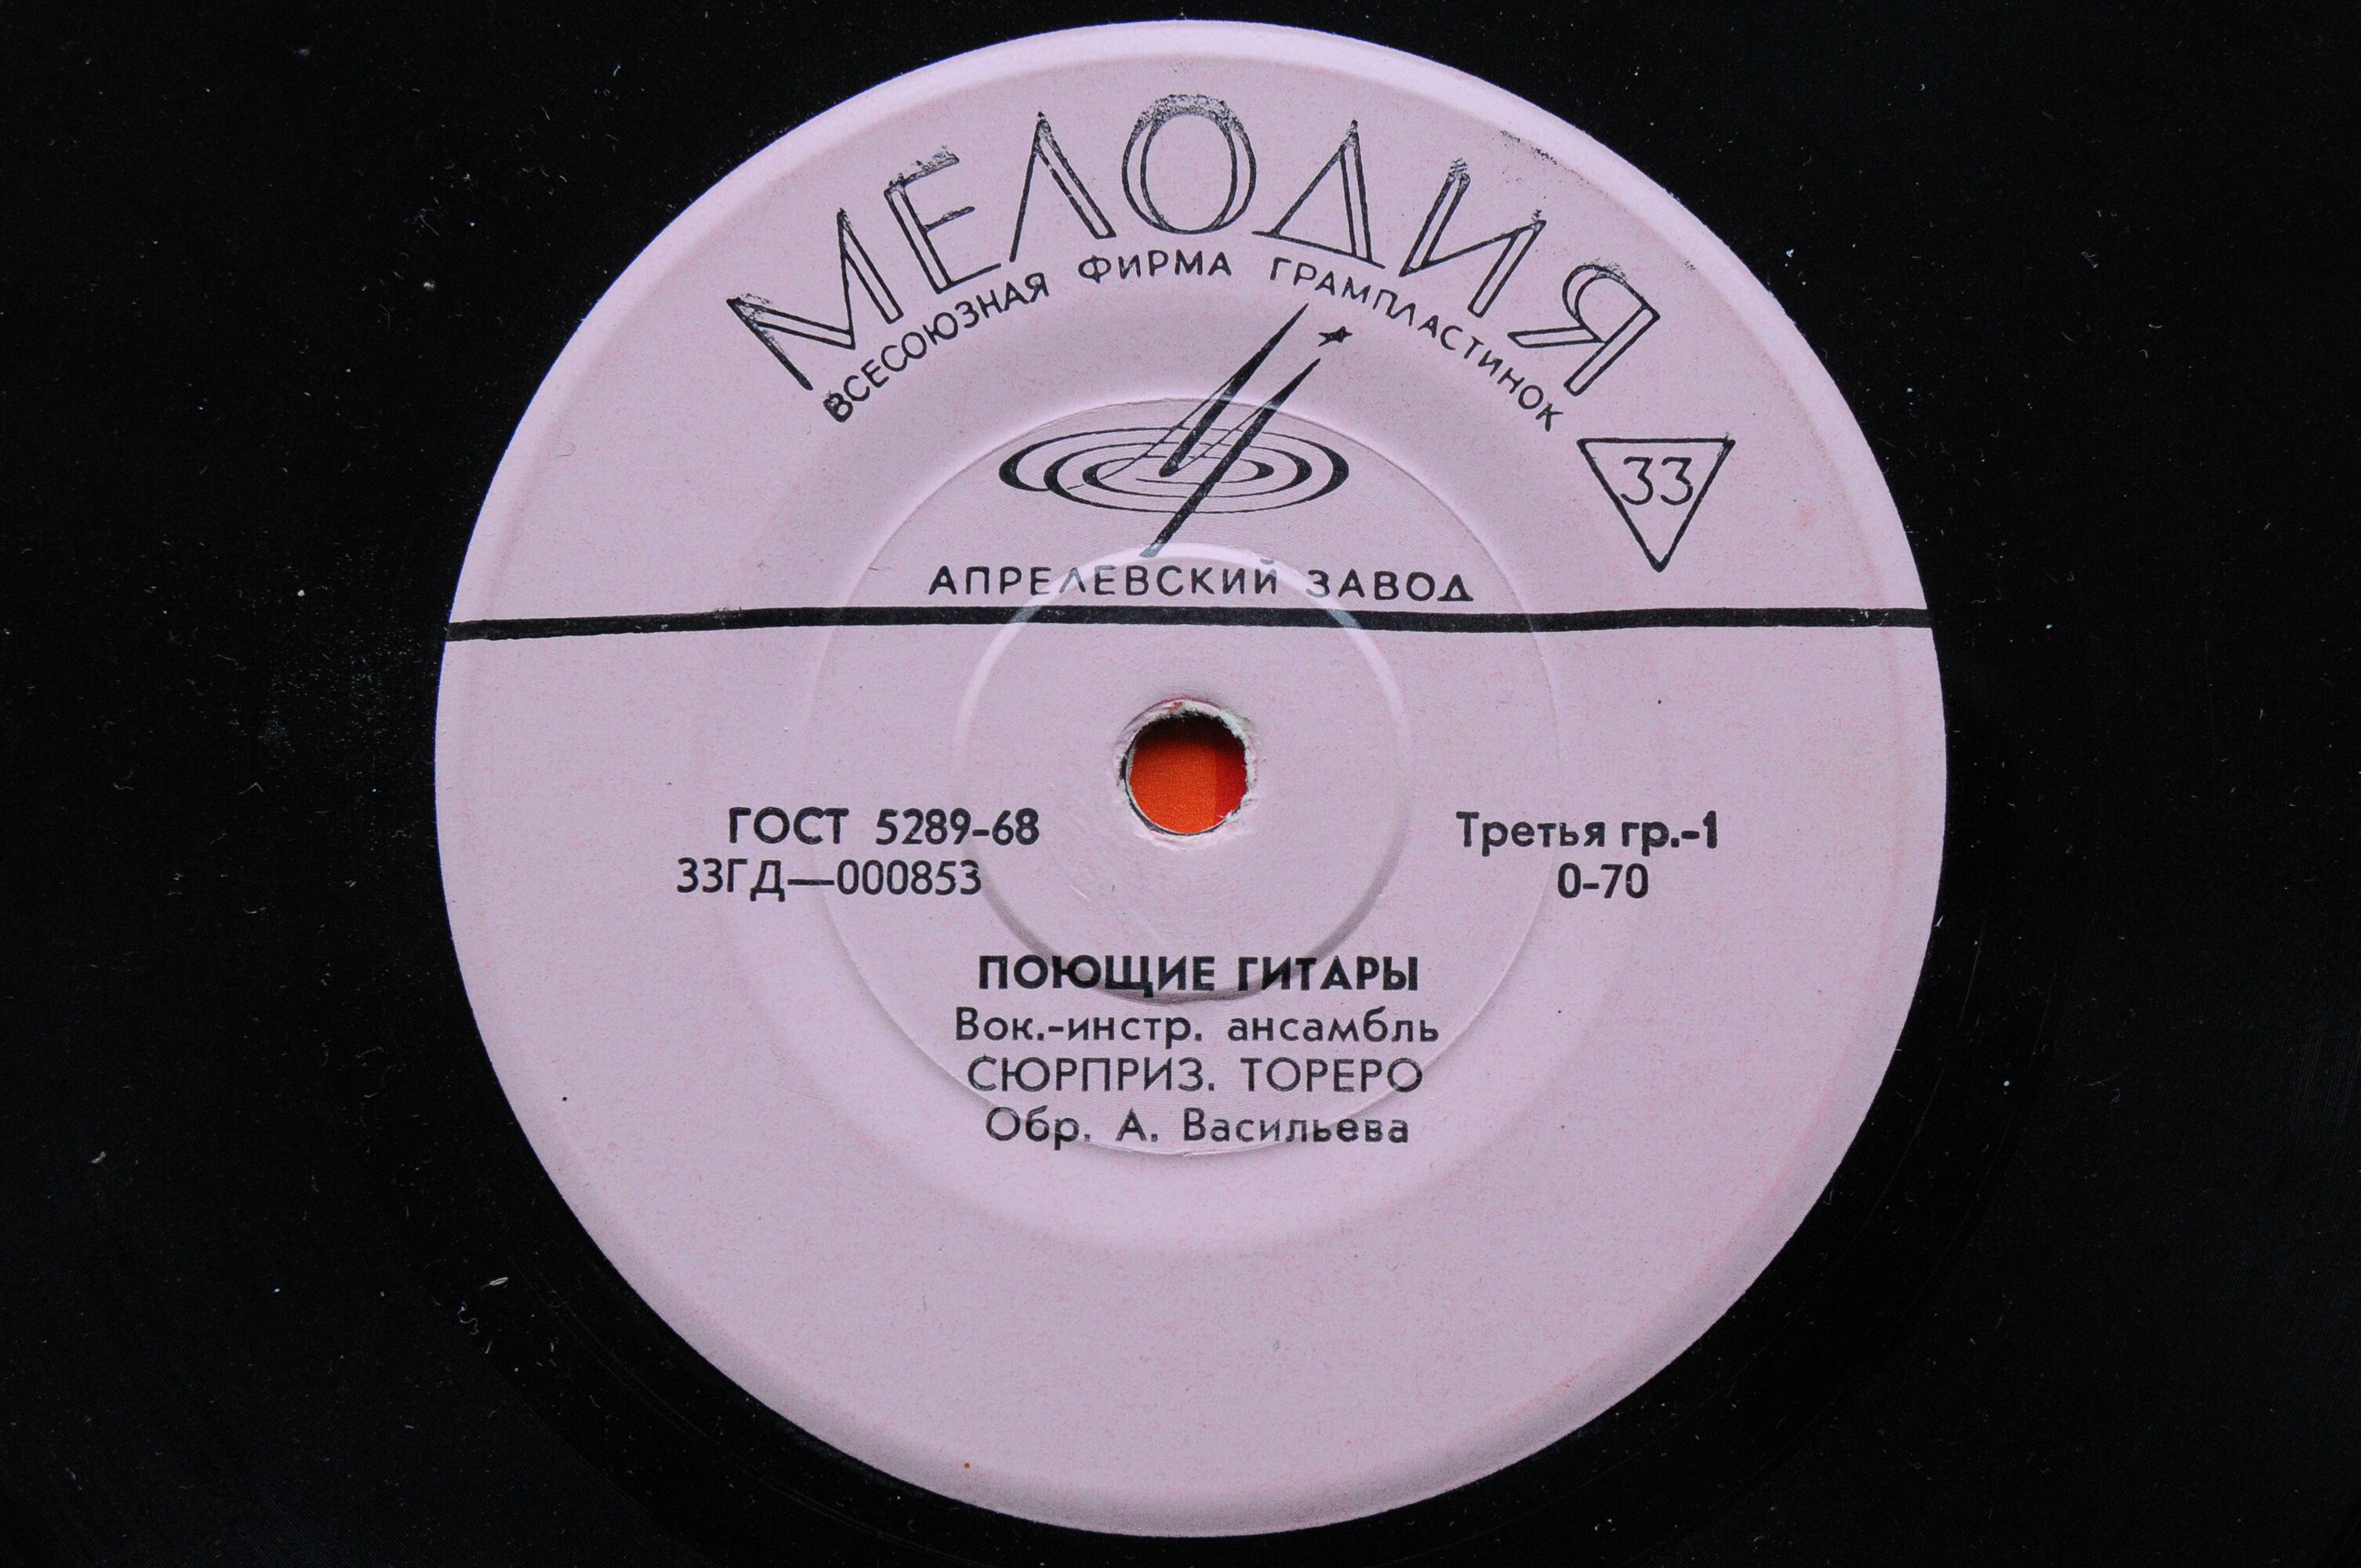 МЕЛОДИЯ
ВСЕСОЮЗНАЯ ФИРМА ГРАМПЛАСТИНОК
33
АПРЕЛЕВСКИЙ ЗАВОД
ГОСТ 5289-68
33ГД—000853
Третья гр.-1
0-70
ПОЮЩИЕ ГИТАРЫ
Вок.-инстр. ансамбль
СЮРПРИЗ. ТОРЕРО
Обр. А. Васильева